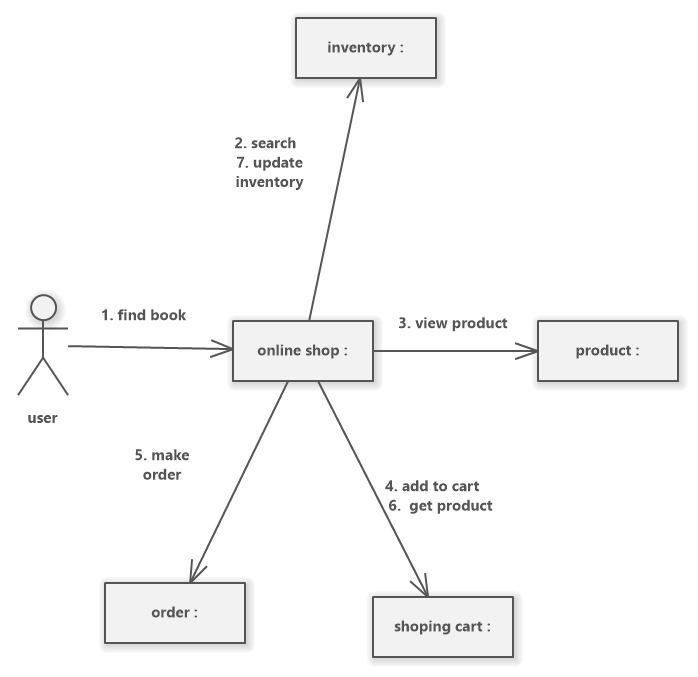 inventory :
2. search
7. update
inventory
1. find book
3. view product
online shop :
product :
user
5. make
order
4. add to cart
6. get product
order :
shoping cart :